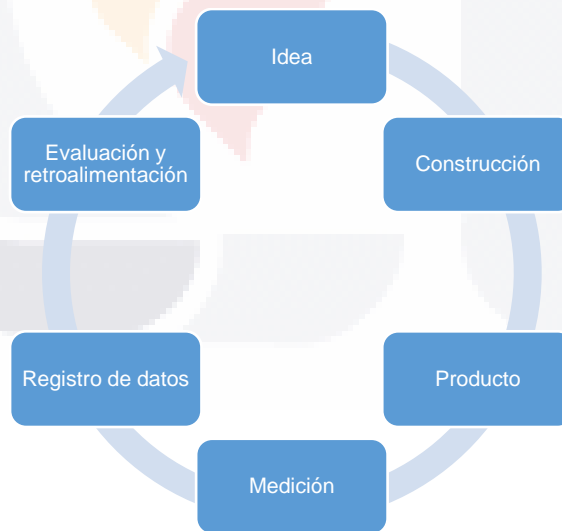 Idea
Construcción
Producto
Medición
Registro de datos
Evaluación y
retroalimentación